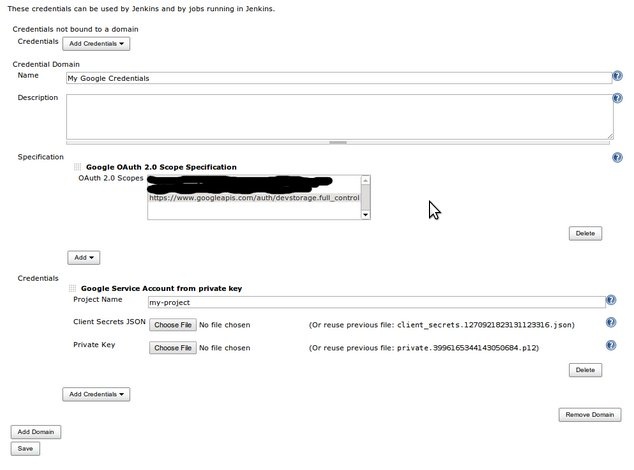 These credentials can be used by Jenkins and by jobs running in Jenkins.
Credentials not bound to a domain
Credentials Add Credentials
Credential Domain
Name My Google Credentials
Description
Specification
Google OAuth 2.0 Scope Specification
OAuth 2.0 Scopes
https://www.googleapis.com/auth/devstorage.full_control
Delete
Add
Credentials
Google Service Account from private key
Project Name my-project
Client Secrets JSON Choose File No file chosen (Or reuse previous file: client_secrets.1270921823131123316.json)
Private Key Choose File No file chosen (Or reuse previous file: private.3996165344143050684.p12)
Delete
Add Credentials
Remove Domain
Add Domain
Save